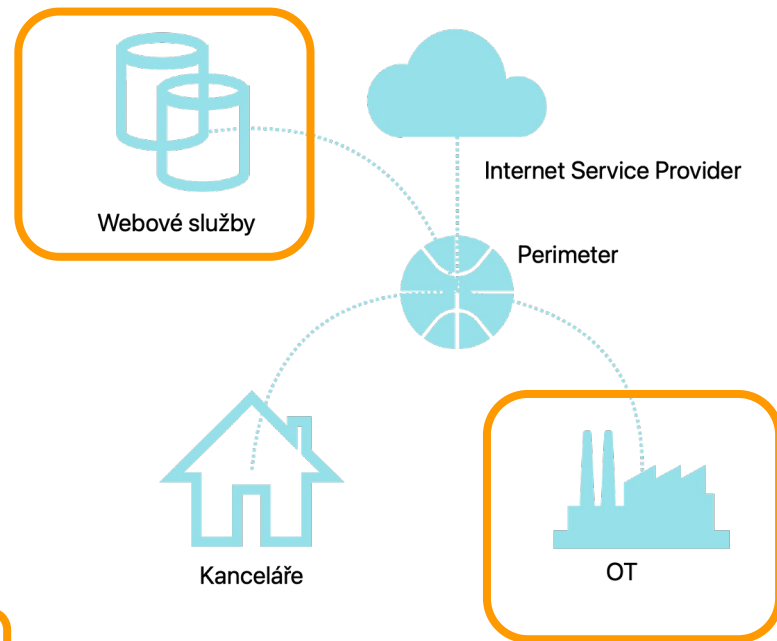 Internet Service Provider
Webové služby
Perimeter
Kanceláře
OT